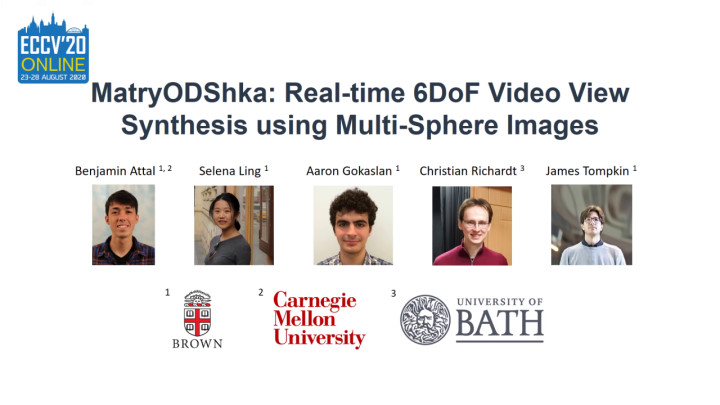 ECCV'20
ONLINE
23-28 AUGUST 2020
MatryODShka: Real-time 6DoF Video View
Synthesis using Multi-Sphere Images
Benjamin Attal 1, 2
Selena Ling 1
Aaron Gokaslan 1
Christian Richardt 3
James Tompkin 1
1
BROWN
2
Carnegie
Mellon
University
3
UNIVERSITY OF
BATH